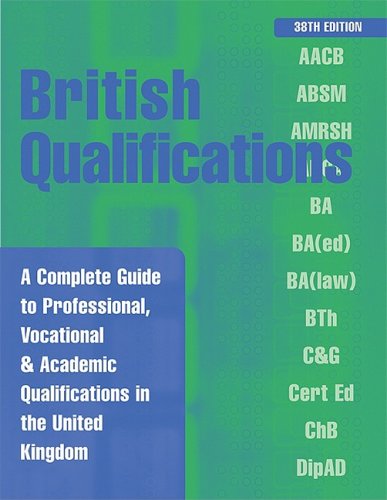 38TH EDITION
British
Qualifications
AACB
ABSM
AMRSH
BA
BA(ed)
BA(law)
BTh
C&G
Cert Ed
ChB
DipAD
A Complete Guide
to Professional,
Vocational
& Academic
Qualifications in
the United
Kingdom